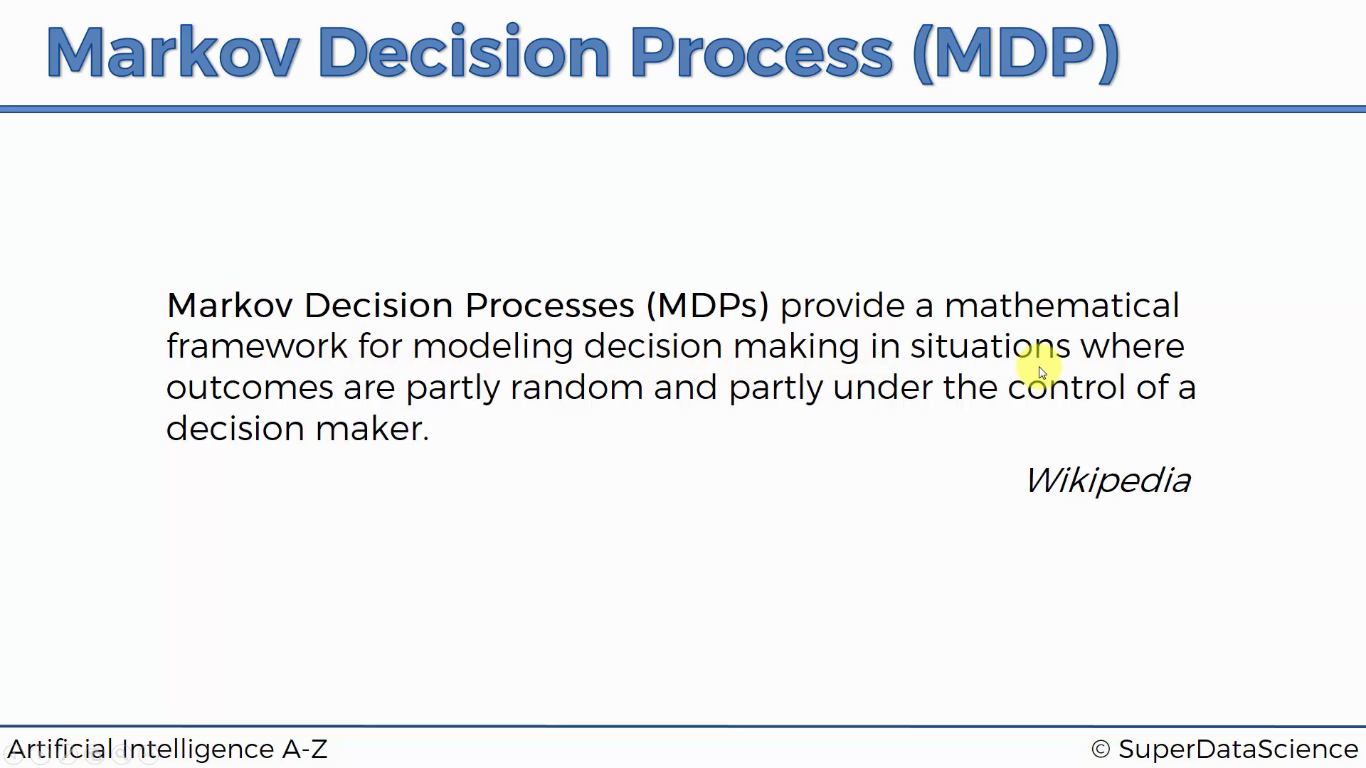 Markov Decision Process (MDP)
Markov Decision Processes (MDPs) provide a mathematical
framework for modeling decision making in situations where
outcomes are partly random and partly under the control of a
decision maker.
Wikipedia
Artificial Intelligence A-Z
© SuperDataScience